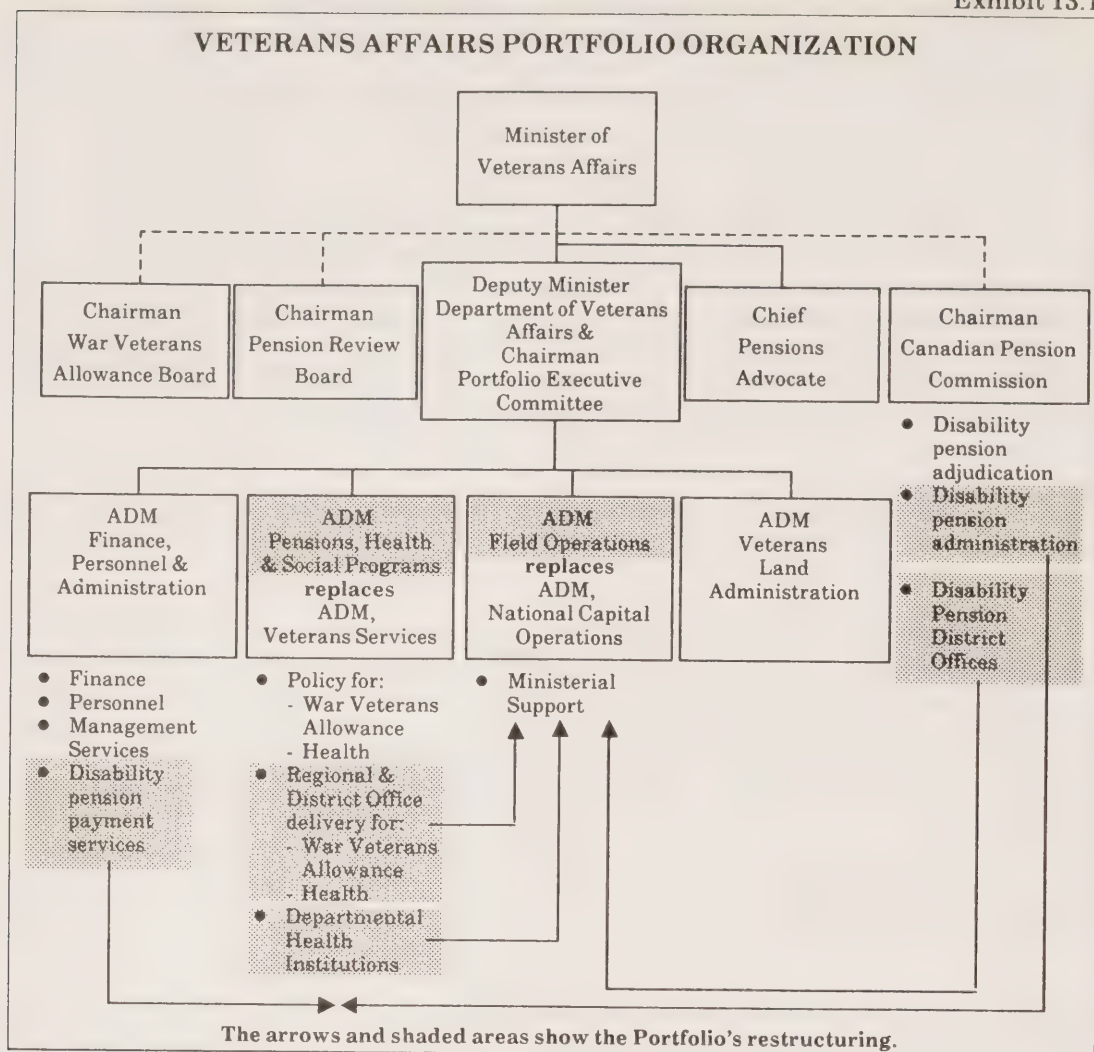 Exhibit 13.1
VETERANS AFFAIRS PORTFOLIO ORGANIZATION
Minister of
Veterans Affairs
Chairman
War Veterans
Allowance Board
Chairman
Pension Review
Board
Deputy Minister
Department of Veterans
Affairs &
Chairman
Portfolio Executive
Committee
Chief
Pensions
Advocate
Chairman
Canadian Pension
Commission
● Disability
pension
adjudication
● Disability
pension
administration
● Disability
Pension
District
Offices
ADM
Finance,
Personnel &
Administration
ADM
Pensions, Health
& Social Programs
replaces
ADM,
Veterans Services
ADM
Field Operations
replaces
ADM,
National Capital
Operations
ADM
Veterans
Land
Administration
● Finance
● Personnel
● Management
Services
● Disability
pension
payment
services
● Policy for:
- War Veterans
Allowance
- Health
● Regional &
District Office
delivery for:
- War Veterans
Allowance
- Health
● Departmental
Health
Institutions
● Ministerial
Support
The arrows and shaded areas show the Portfolio's restructuring.